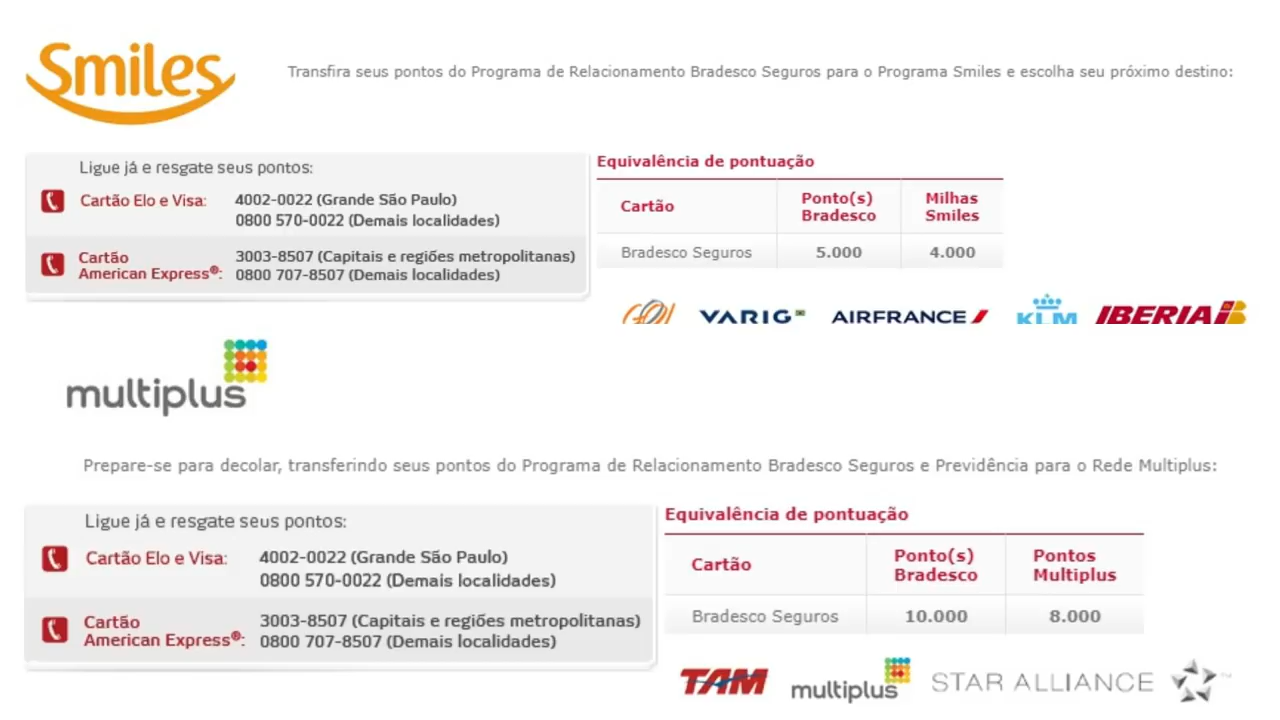 Smiles
Transfira seus pontos do Programa de Relacionamento Bradesco Seguros para o Programa Smiles e escolha seu próximo destino:
Ligue já e resgate seus pontos:
Cartão Elo e Visa: 4002-0022 (Grande São Paulo)
0800 570-0022 (Demais localidades)
Cartão American Express®: 3003-8507 (Capitais e regiões metropolitanas)
0800 707-8507 (Demais localidades)
Equivalência de pontuação
Cartão Ponto(s) Bradesco Milhas Smiles
Bradesco Seguros 5.000 4.000
GOL VARIG AIRFRANCE KLM IBERIA IB
multiplus
Prepare-se para decolar, transferindo seus pontos do Programa de Relacionamento Bradesco Seguros e Previdência para o Rede Multiplus:
Ligue já e resgate seus pontos:
Cartão Elo e Visa: 4002-0022 (Grande São Paulo)
0800 570-0022 (Demais localidades)
Cartão American Express®: 3003-8507 (Capitais e regiões metropolitanas)
0800 707-8507 (Demais localidades)
Equivalência de pontuação
Cartão Ponto(s) Bradesco Pontos Multiplus
Bradesco Seguros 10.000 8.000
TAM multiplus STAR ALLIANCE ™